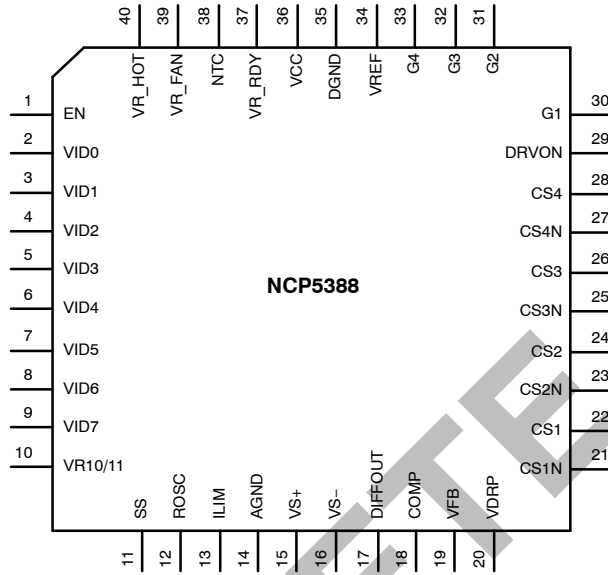 40 39 38 37 36 35 34 33 32 31
VR_HOT VR_FAN NTC VR_RDY VCC DGND VREF G4 G3 G2
1 EN G1 30
2 VID0 DRVON 29
3 VID1 CS4 28
4 VID2 CS4N 27
5 VID3 CS3 26
NCP5388
6 VID4 CS3N 25
7 VID5 CS2 24
8 VID6 CS2N 23
9 VID7 CS1 22
10 VR10/11 CS1N 21
SS ROSC ILIM AGND VS+ VS− DIFFOUT COMP VFB VDRP
11 12 13 14 15 16 17 18 19 20
ETE